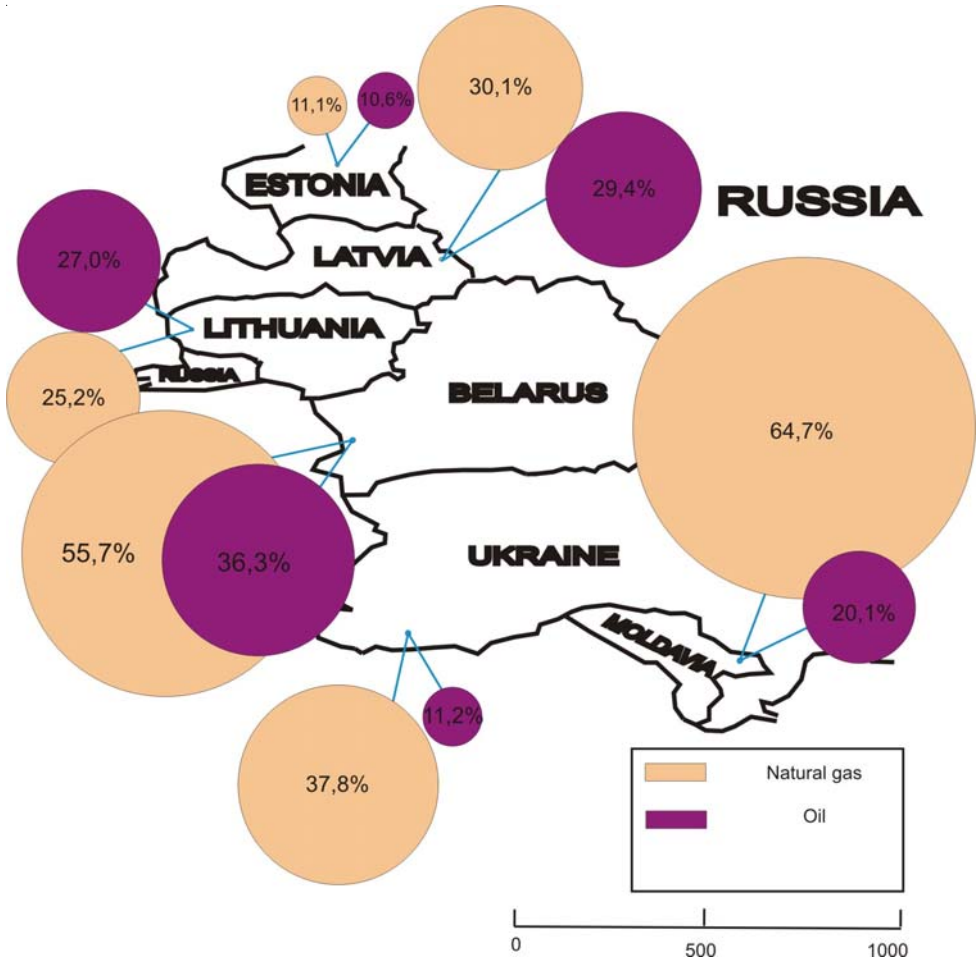 30,1%
11,1%
10,6%
ESTONIA
29,4%
RUSSIA
27,0%
LATVIA
LITHUANIA
RUSSIA
25,2%
BELARUS
64,7%
55,7%
36,3%
UKRAINE
20,1%
MOLDAVIA
11,2%
37,8%
Natural gas
Oil
0
500
1000